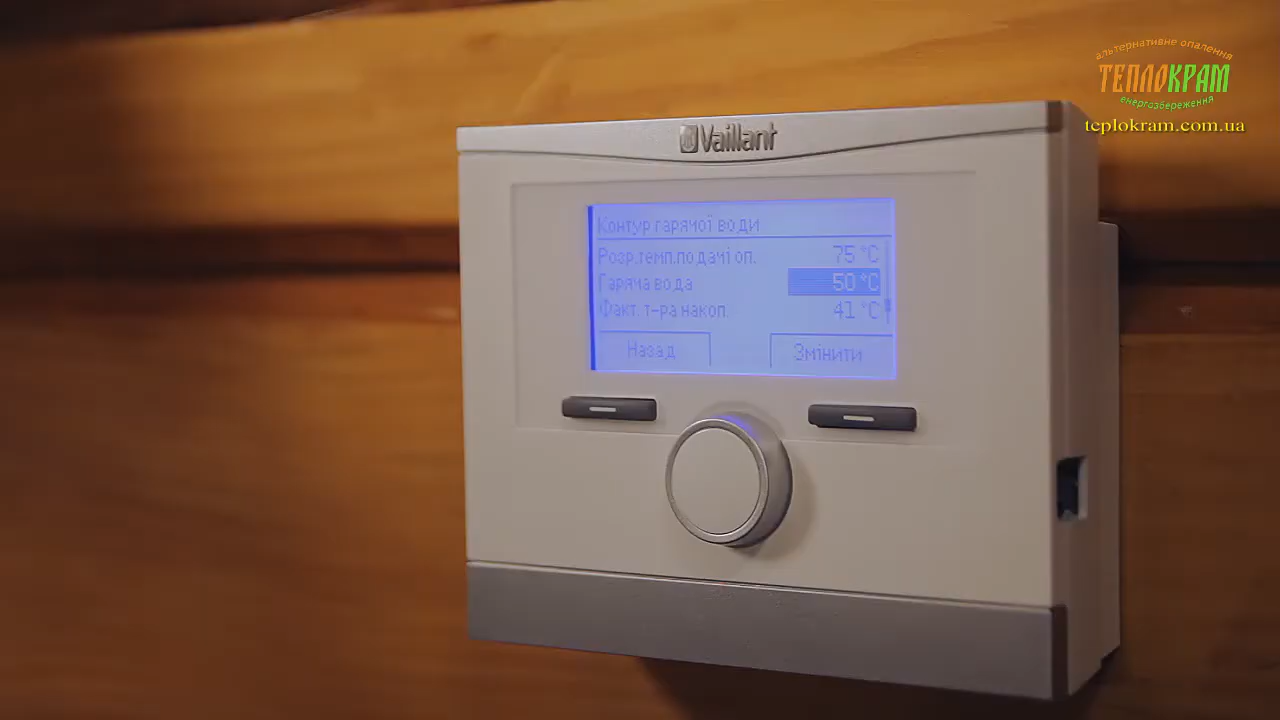 альтернативне опалення
ТЕПЛОКРАМ
енергозбереження
teplokram.com.ua
Vaillant
Контур гарячої води
Розр.темп.подачі оп. 75 °C
Гаряча вода 50 °C
Факт. т-ра накоп. 41 °C
Назад Змінити